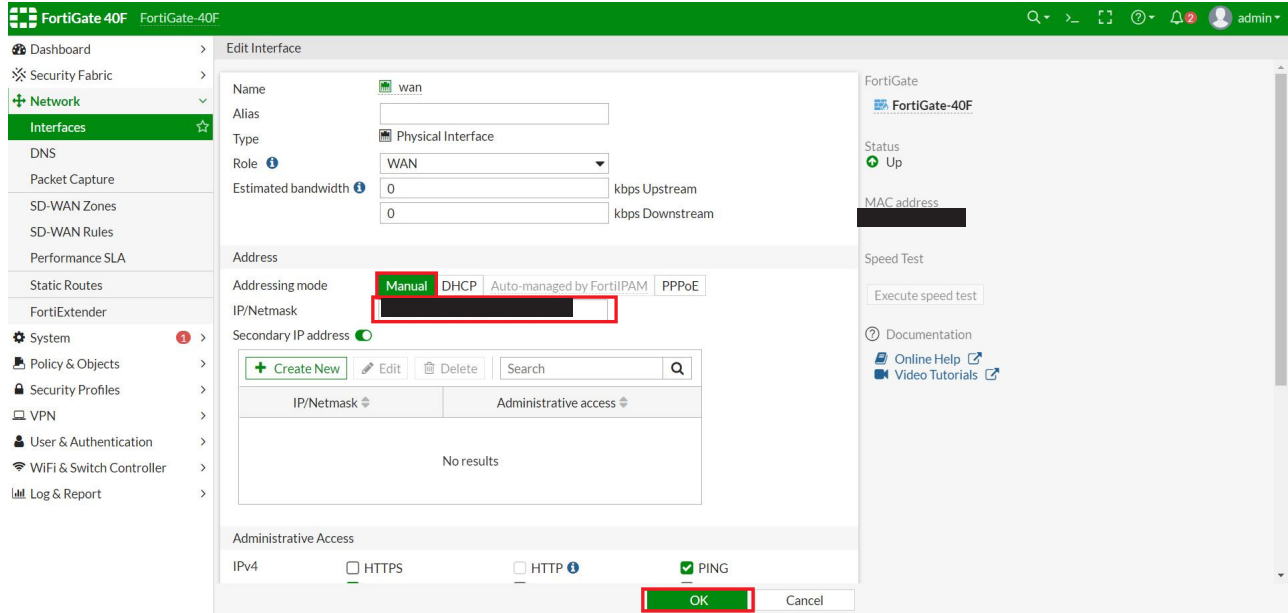 FortiGate 40F FortiGate-40F 2 admin
Dashboard
Security Fabric
Network
Interfaces
DNS
Packet Capture
SD-WAN Zones
SD-WAN Rules
Performance SLA
Static Routes
FortiExtender
System 1
Policy & Objects
Security Profiles
VPN
User & Authentication
WiFi & Switch Controller
Log & Report
Edit Interface
Name wan
Alias
Type Physical Interface
Role WAN
Estimated bandwidth 0 kbps Upstream
0 kbps Downstream
Address
Addressing mode Manual DHCP Auto-managed by FortiIPAM PPPoE
IP/Netmask
Secondary IP address
Create New Edit Delete Search
IP/Netmask Administrative access
No results
Administrative Access
IPv4 HTTPS HTTP PING
OK Cancel
FortiGate
FortiGate-40F
Status
Up
MAC address
Speed Test
Execute speed test
Documentation
Online Help
Video Tutorials